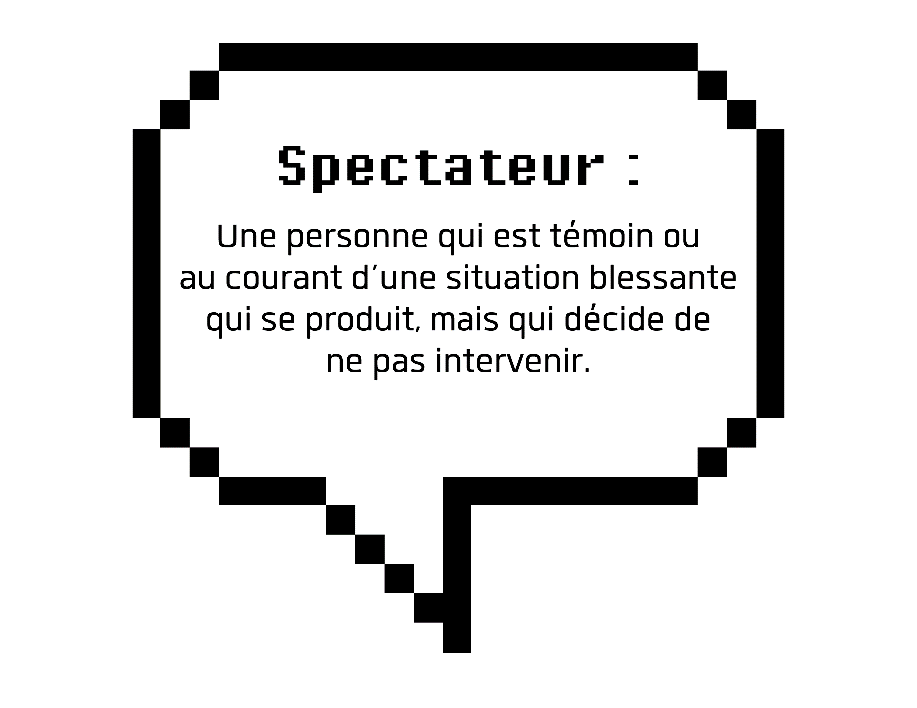 Spectateur :
Une personne qui est témoin ou
au courant d'une situation blessante
qui se produit, mais qui décide de
ne pas intervenir.